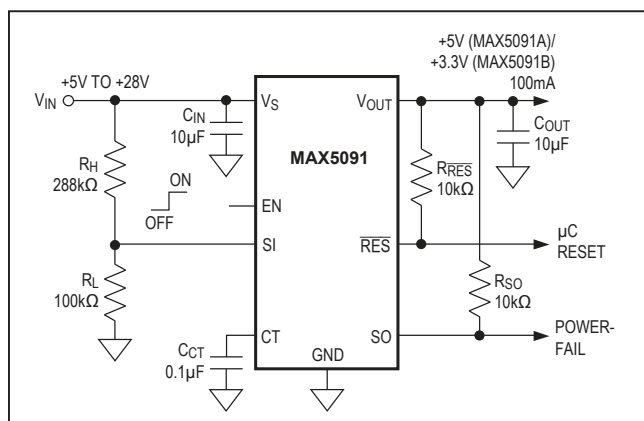 +5V (MAX5091A)/
+3.3V (MAX5091B)
100mA
+5V TO +28V
VIN
CIN
10µF
VS
VOUT
COUT
10µF
MAX5091
RH
288kΩ
ON
OFF
EN
RRES
10kΩ
SI
RES
µC
RESET
RL
100kΩ
RSO
10kΩ
CT
CCT
0.1µF
GND
SO
POWER-
FAIL